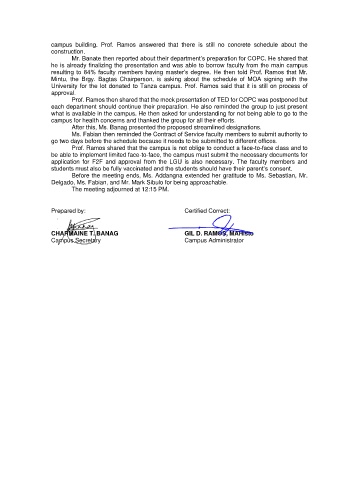 campus building. Prof. Ramos answered that there is still no concrete schedule about the
construction.
Mr. Banate then reported about their department's preparation for COPC. He shared that
he is already finalizing the presentation and was able to borrow faculty from the main campus
resulting to 84% faculty members having master's degree. He then told Prof. Ramos that Mr.
Mintu, the Brgy. Bagtas Chairperson, is asking about the schedule of MOA signing with the
University for the lot donated to Tanza campus. Prof. Ramos said that it is still on process of
approval.
Prof. Ramos then shared that the mock presentation of TED for COPC was postponed but
each department should continue their preparation. He also reminded the group to just present
what is available in the campus. He then asked for understanding for not being able to go to the
campus for health concerns and thanked the group for all their efforts.
After this, Ms. Banag presented the proposed streamlined designations.
Ms. Fabian then reminded the Contract of Service faculty members to submit authority to
go two days before the schedule because it needs to be submitted to different offices.
Prof. Ramos shared that the campus is not oblige to conduct a face-to-face class and to
be able to implement limited face-to-face, the campus must submit the necessary documents for
application for F2F and approval from the LGU is also necessary. The faculty members and
students must also be fully vaccinated and the students should have their parent's consent.
Before the meeting ends, Ms. Addangna extended her gratitude to Ms. Sebastian, Mr.
Delgado, Ms. Fabian, and Mr. Mark Sibulo for being approachable.
The meeting adjourned at 12:15 PM.
Prepared by:
Certified Correct:
CHARMAINE T. BANAG
GIL D. RAMOS,
Campus Secretary
Campus Administrator